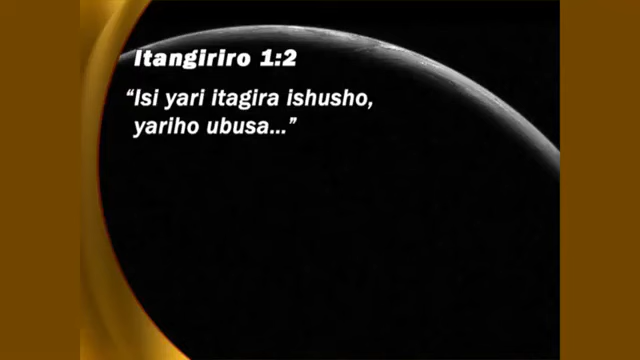 Itangiriro 1:2
“Isi yari itagira ishusho,
yariho ubusa...”